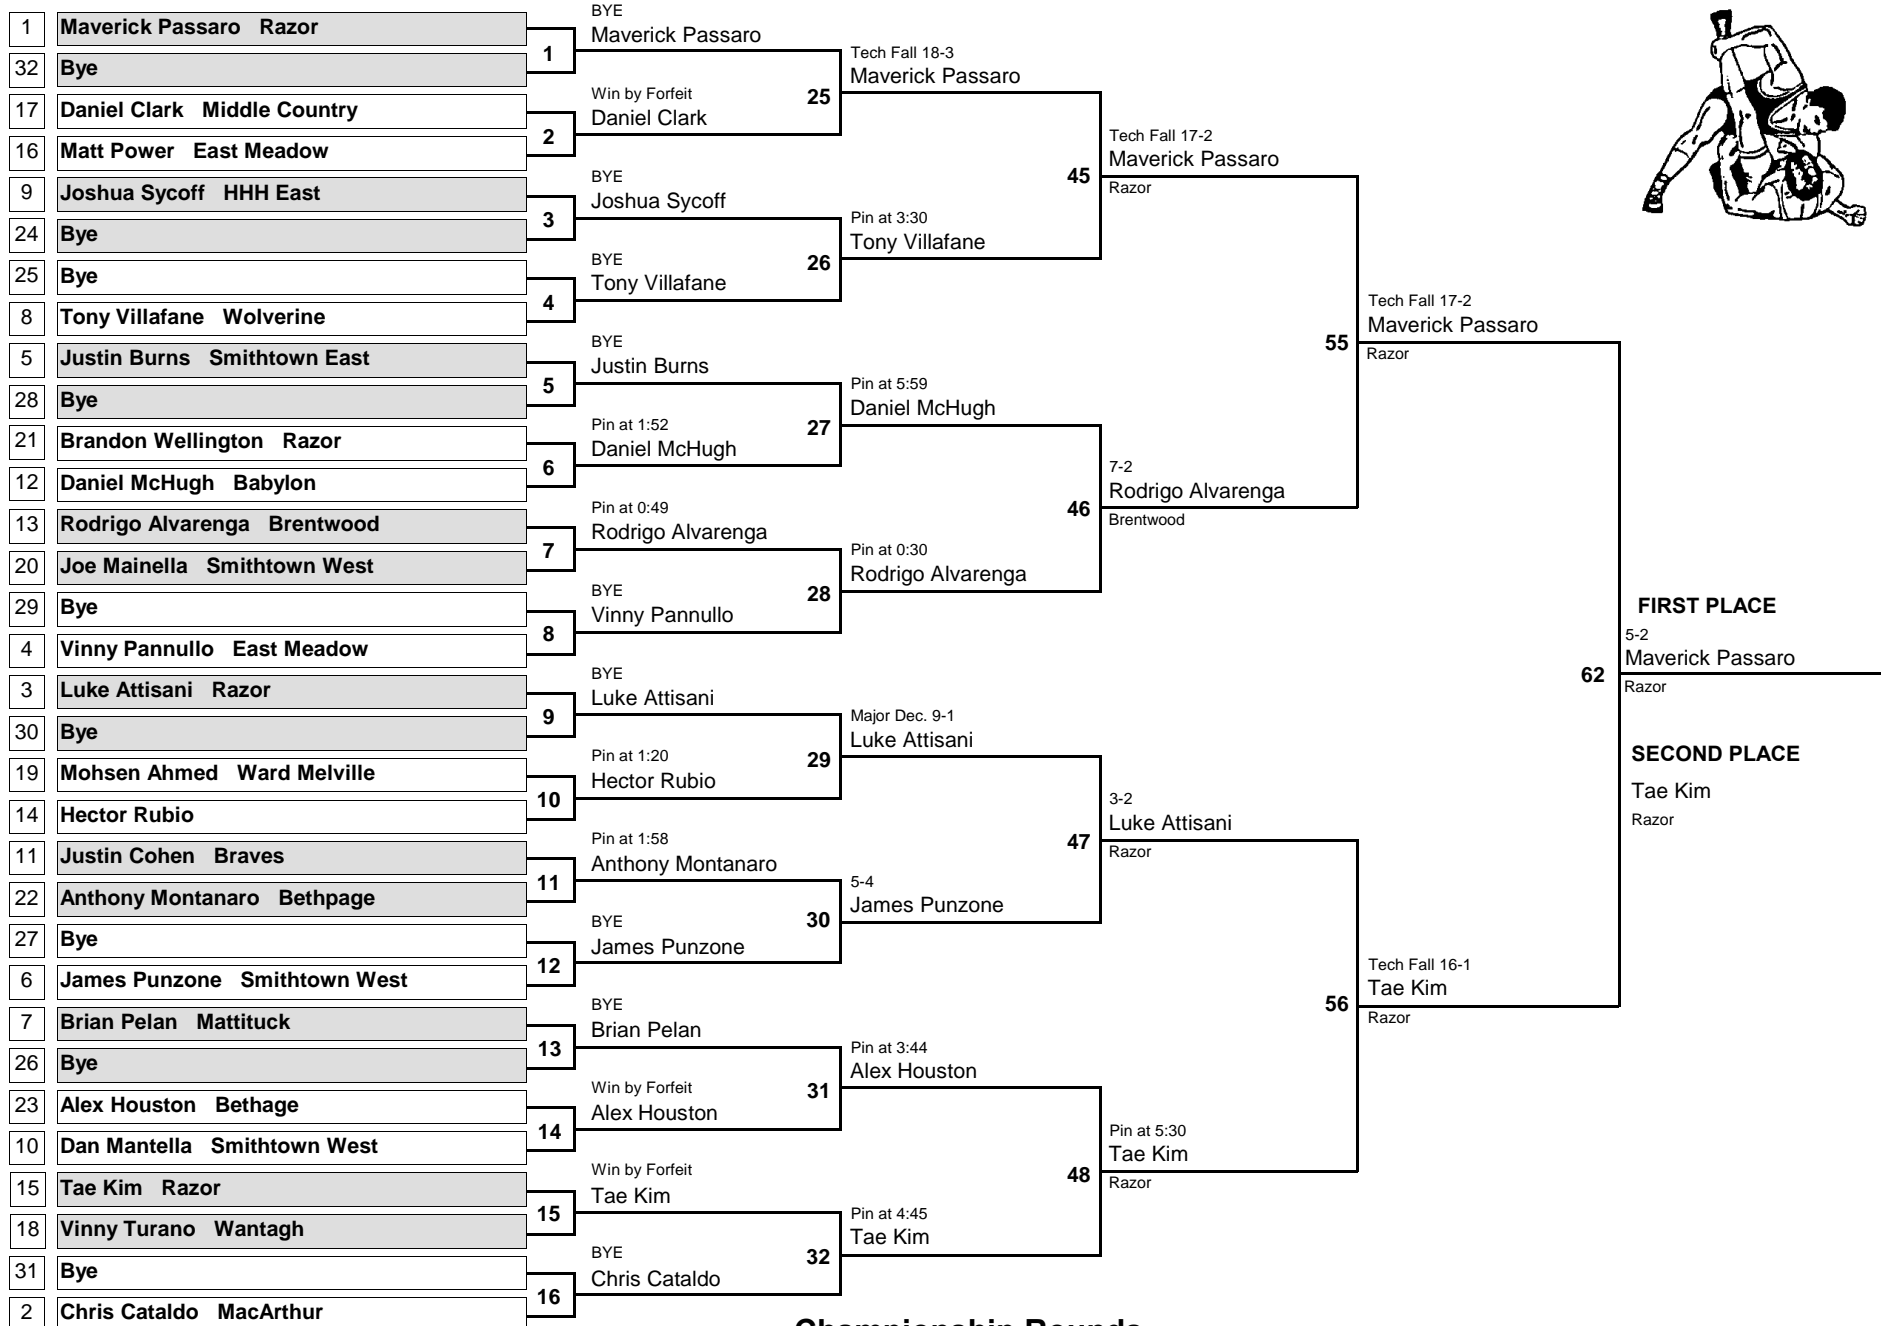 1 Maverick Passaro Razor
32 Bye
17 Daniel Clark Middle Country
16 Matt Power East Meadow
9 Joshua Sycoff HHH East
24 Bye
25 Bye
8 Tony Villafane Wolverine
5 Justin Burns Smithtown East
28 Bye
21 Brandon Wellington Razor
12 Daniel McHugh Babylon
13 Rodrigo Alvarenga Brentwood
20 Joe Mainella Smithtown West
29 Bye
4 Vinny Pannullo East Meadow
3 Luke Attisani Razor
30 Bye
19 Mohsen Ahmed Ward Melville
14 Hector Rubio
11 Justin Cohen Braves
22 Anthony Montanaro Bethpage
27 Bye
6 James Punzone Smithtown West
7 Brian Pelan Mattituck
26 Bye
23 Alex Houston Bethage
10 Dan Mantella Smithtown West
15 Tae Kim Razor
18 Vinny Turano Wantagh
31 Bye
2 Chris Cataldo MacArthur
BYE
1 Maverick Passaro
Win by Forfeit
2 Daniel Clark
BYE
3 Joshua Sycoff
BYE
4 Tony Villafane
BYE
5 Justin Burns
Pin at 1:52
6 Daniel McHugh
Pin at 0:49
7 Rodrigo Alvarenga
BYE
8 Vinny Pannullo
BYE
9 Luke Attisani
Pin at 1:20
10 Hector Rubio
Pin at 1:58
11 Anthony Montanaro
BYE
12 James Punzone
BYE
13 Brian Pelan
Win by Forfeit
14 Alex Houston
Win by Forfeit
15 Tae Kim
BYE
16 Chris Cataldo
Tech Fall 18-3
25 Maverick Passaro
Pin at 3:30
26 Tony Villafane
Pin at 5:59
27 Daniel McHugh
Pin at 0:30
28 Rodrigo Alvarenga
Major Dec. 9-1
29 Luke Attisani
5-4
30 James Punzone
Pin at 3:44
31 Alex Houston
Pin at 4:45
32 Tae Kim
Tech Fall 17-2
45 Maverick Passaro
Razor
7-2
46 Rodrigo Alvarenga
Brentwood
3-2
47 Luke Attisani
Razor
Pin at 5:30
48 Tae Kim
Razor
Tech Fall 17-2
55 Maverick Passaro
Razor
Tech Fall 16-1
56 Tae Kim
Razor
FIRST PLACE
5-2
62 Maverick Passaro
Razor
SECOND PLACE
Tae Kim
Razor
Championship Rounds